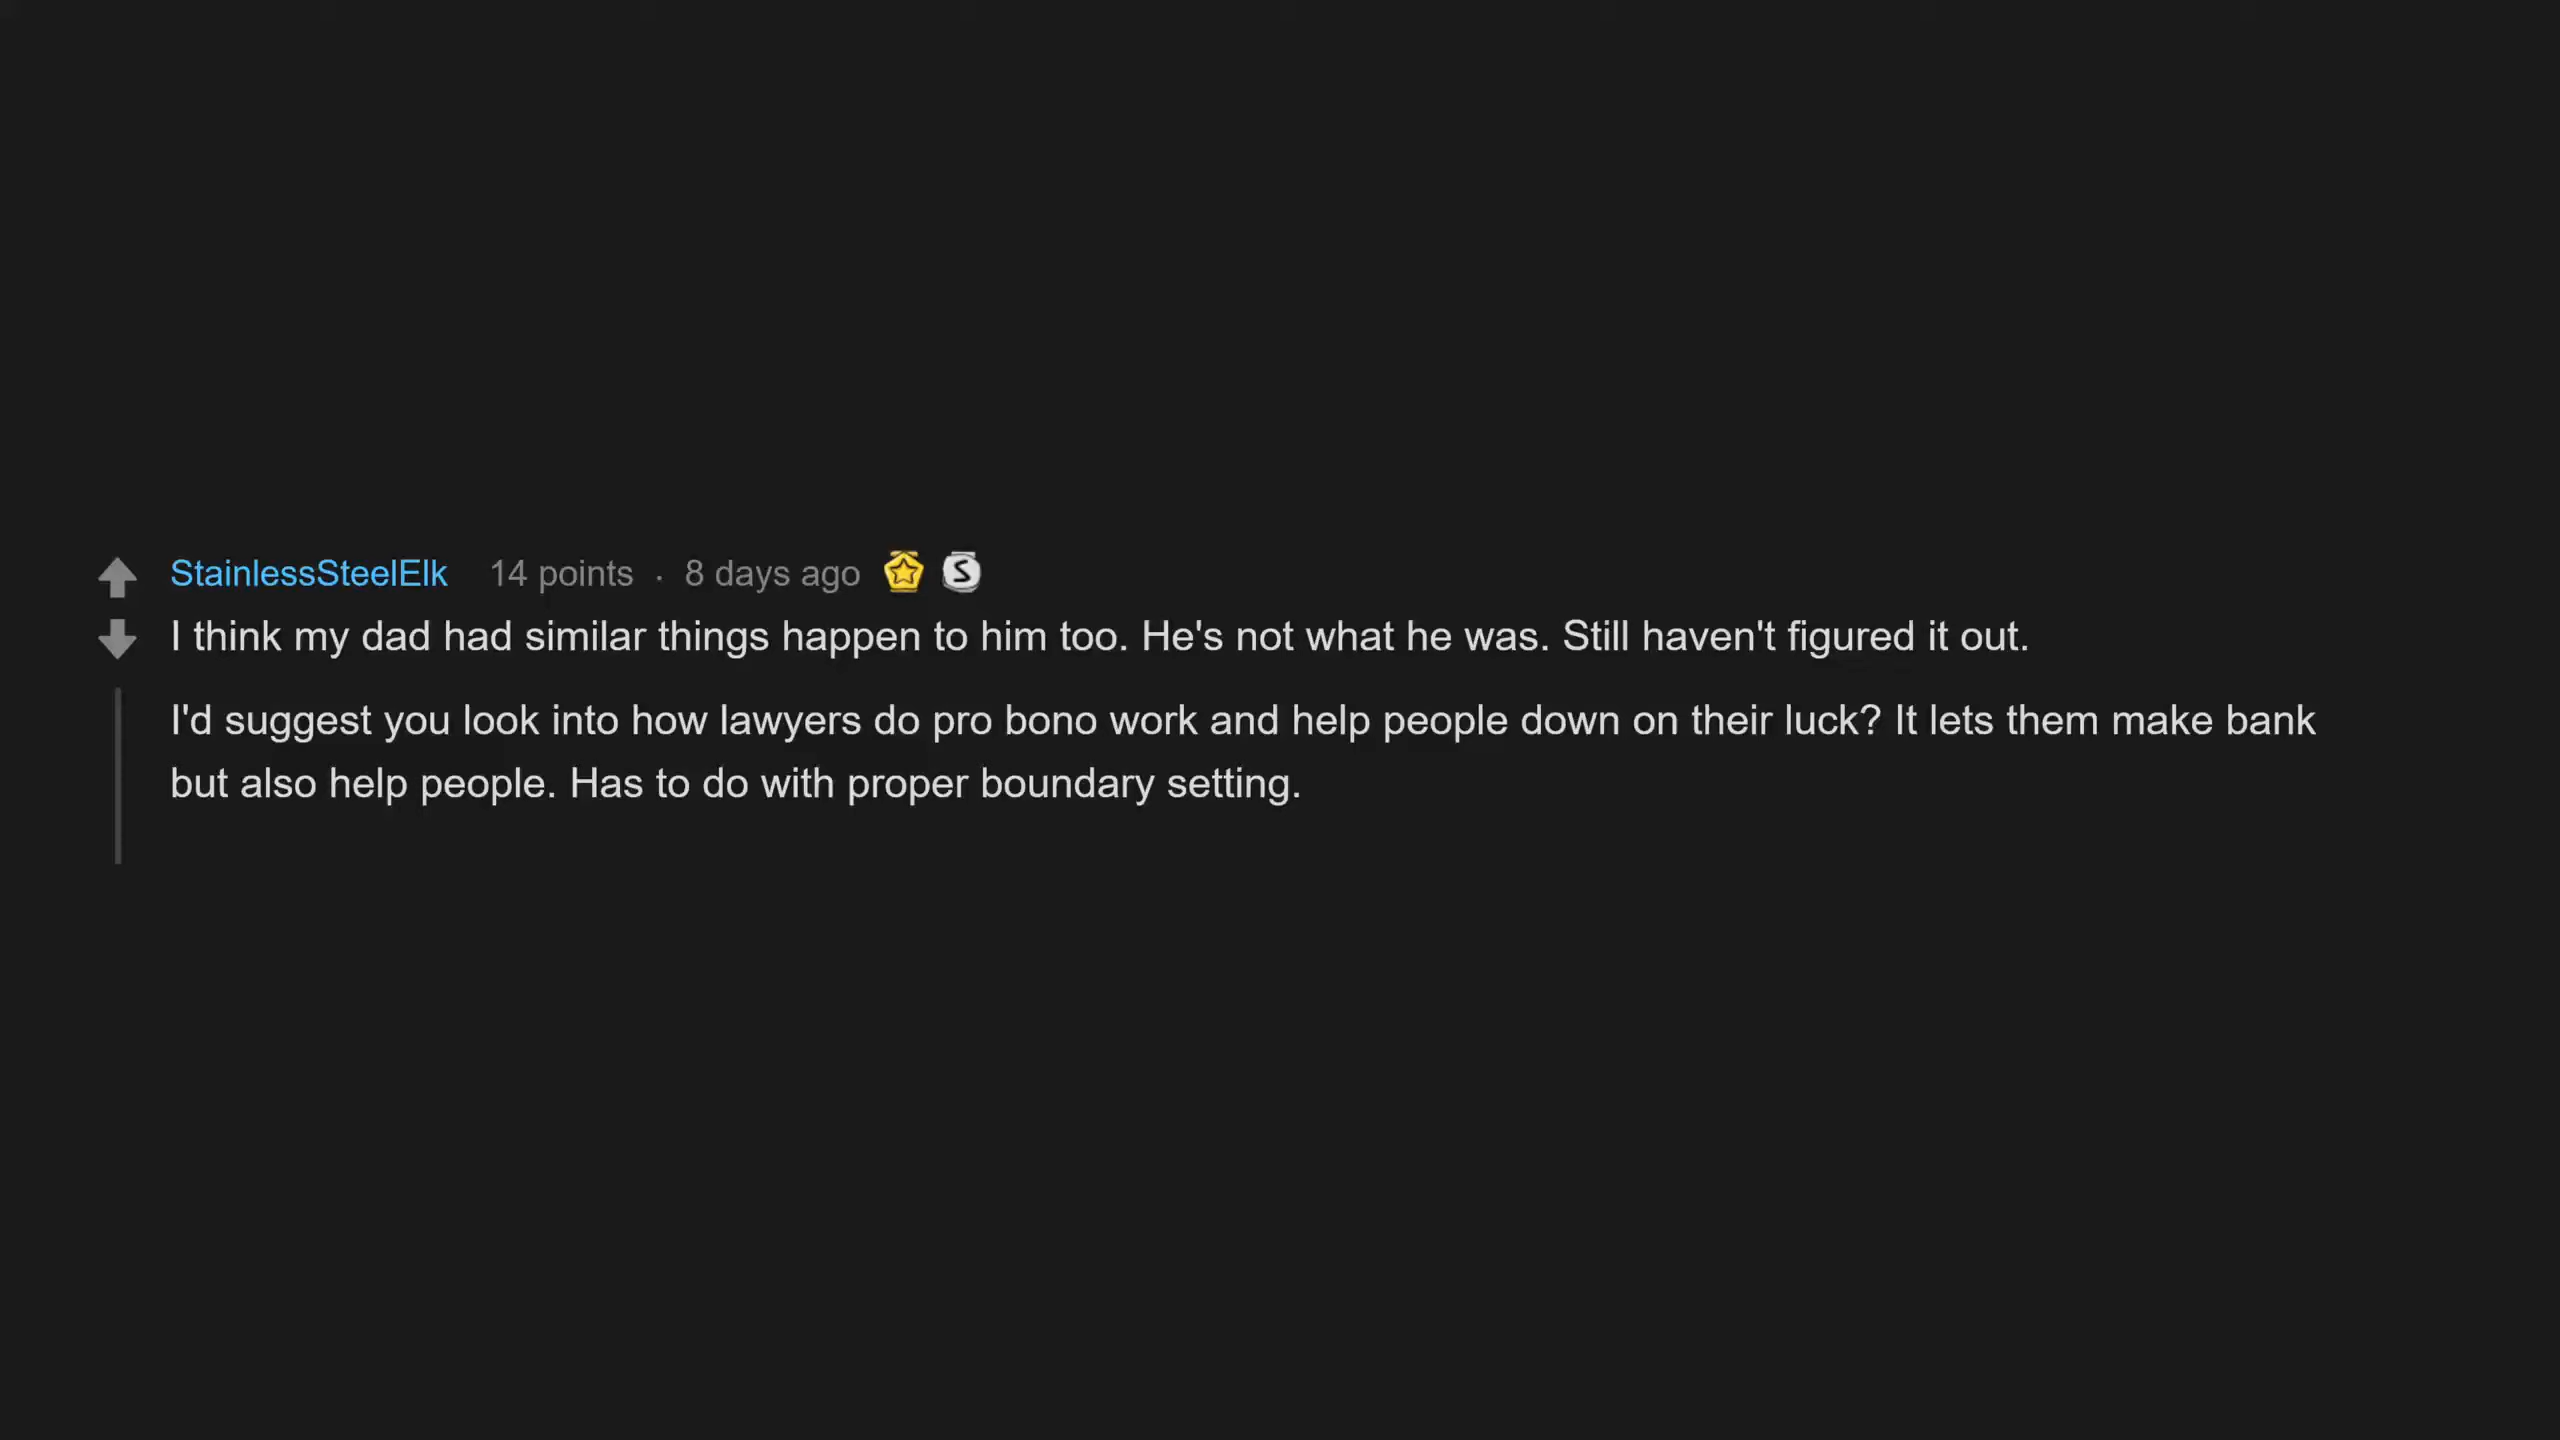 StainlessSteelElk 14 points · 8 days ago S
I think my dad had similar things happen to him too. He's not what he was. Still haven't figured it out.
I'd suggest you look into how lawyers do pro bono work and help people down on their luck? It lets them make bank
but also help people. Has to do with proper boundary setting.